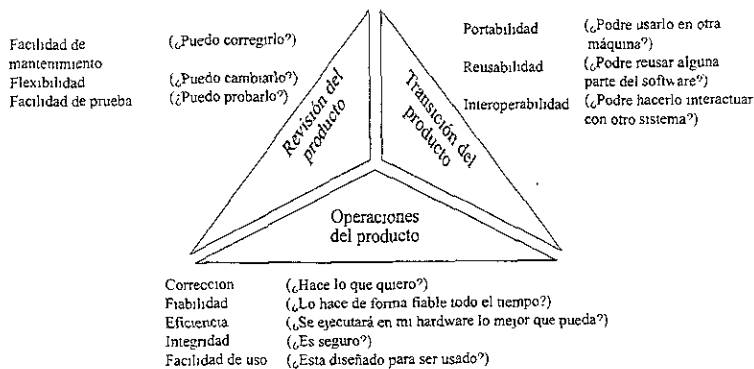 Facilidad de (¿Puedo corregirlo?)
mantenimiento
Flexibilidad (¿Puedo cambiarlo?)
Facilidad de prueba (¿Puedo probarlo?)
Portabilidad (¿Podre usarlo en otra
máquina?)
Reusabilidad (¿Podre reusar alguna
parte del software?)
Interoperabilidad (¿Podre hacerlo interactuar
con otro sistema?)
Revisión del
producto
Transición del
producto
Operaciones
del producto
Correccion (¿Hace lo que quiero?)
Fiabilidad (¿Lo hace de forma fiable todo el tiempo?)
Eficiencia (¿Se ejecutará en mi hardware lo mejor que pueda?)
Integridad (¿Es seguro?)
Facilidad de uso (¿Esta diseñado para ser usado?)